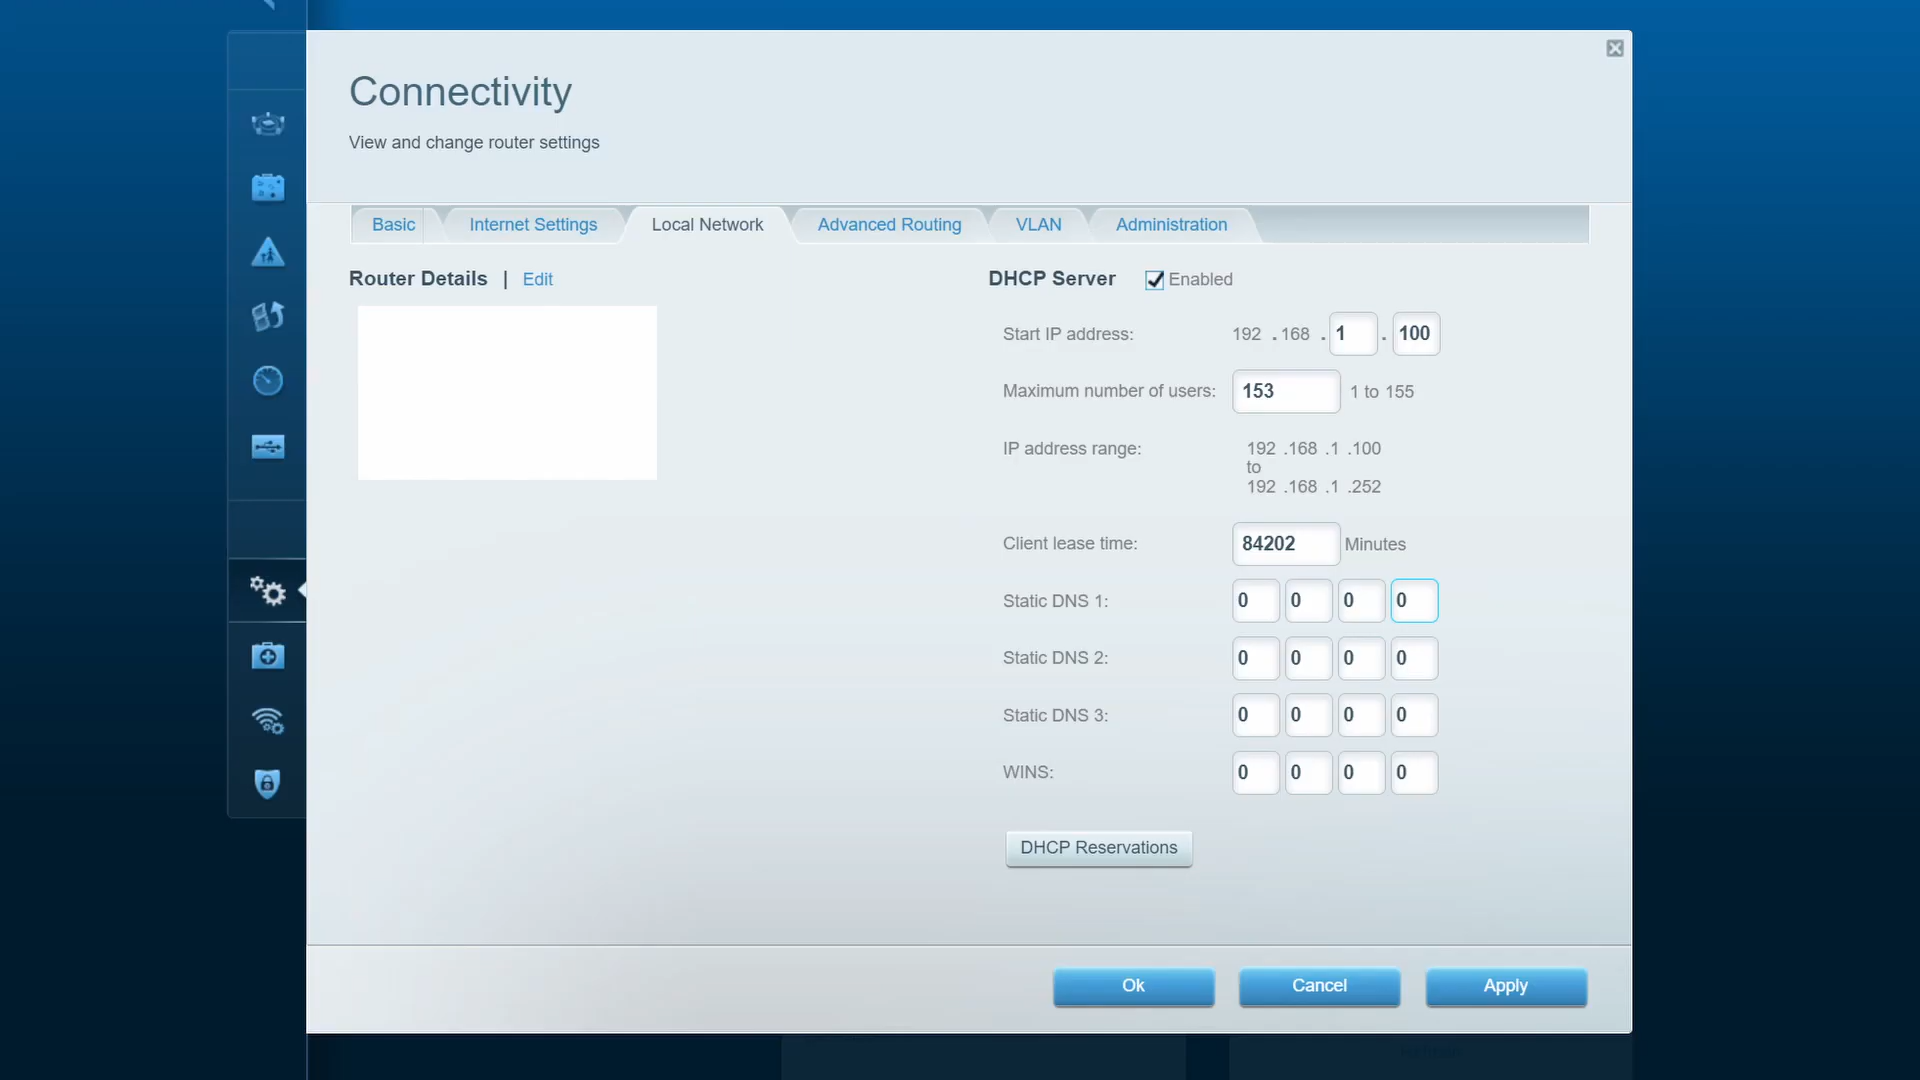 Connectivity
View and change router settings
Basic Internet Settings Local Network Advanced Routing VLAN Administration
Router Details | Edit
DHCP Server Enabled
Start IP address: 192 . 168 . 1 . 100
Maximum number of users: 153 1 to 155
IP address range: 192 .168 .1 .100
to
192 .168 .1 .252
Client lease time: 84202 Minutes
Static DNS 1: 0 0 0 0
Static DNS 2: 0 0 0 0
Static DNS 3: 0 0 0 0
WINS: 0 0 0 0
DHCP Reservations
Ok Cancel Apply